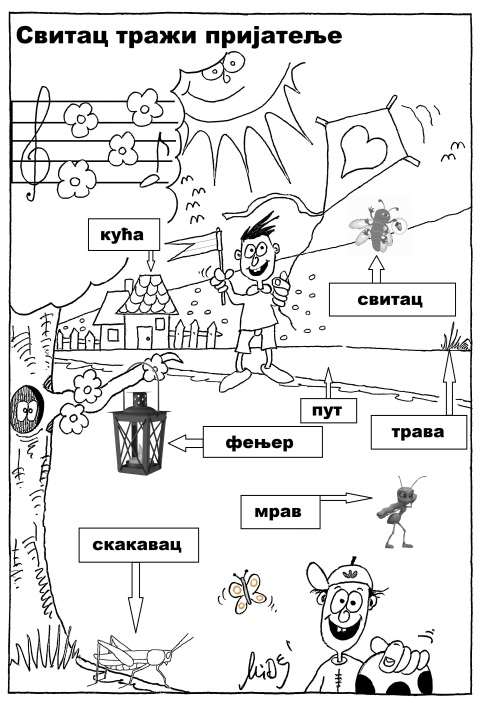 Свитац тражи пријатеље
кућа
свитац
пут
трава
фењер
мрав
скакавац